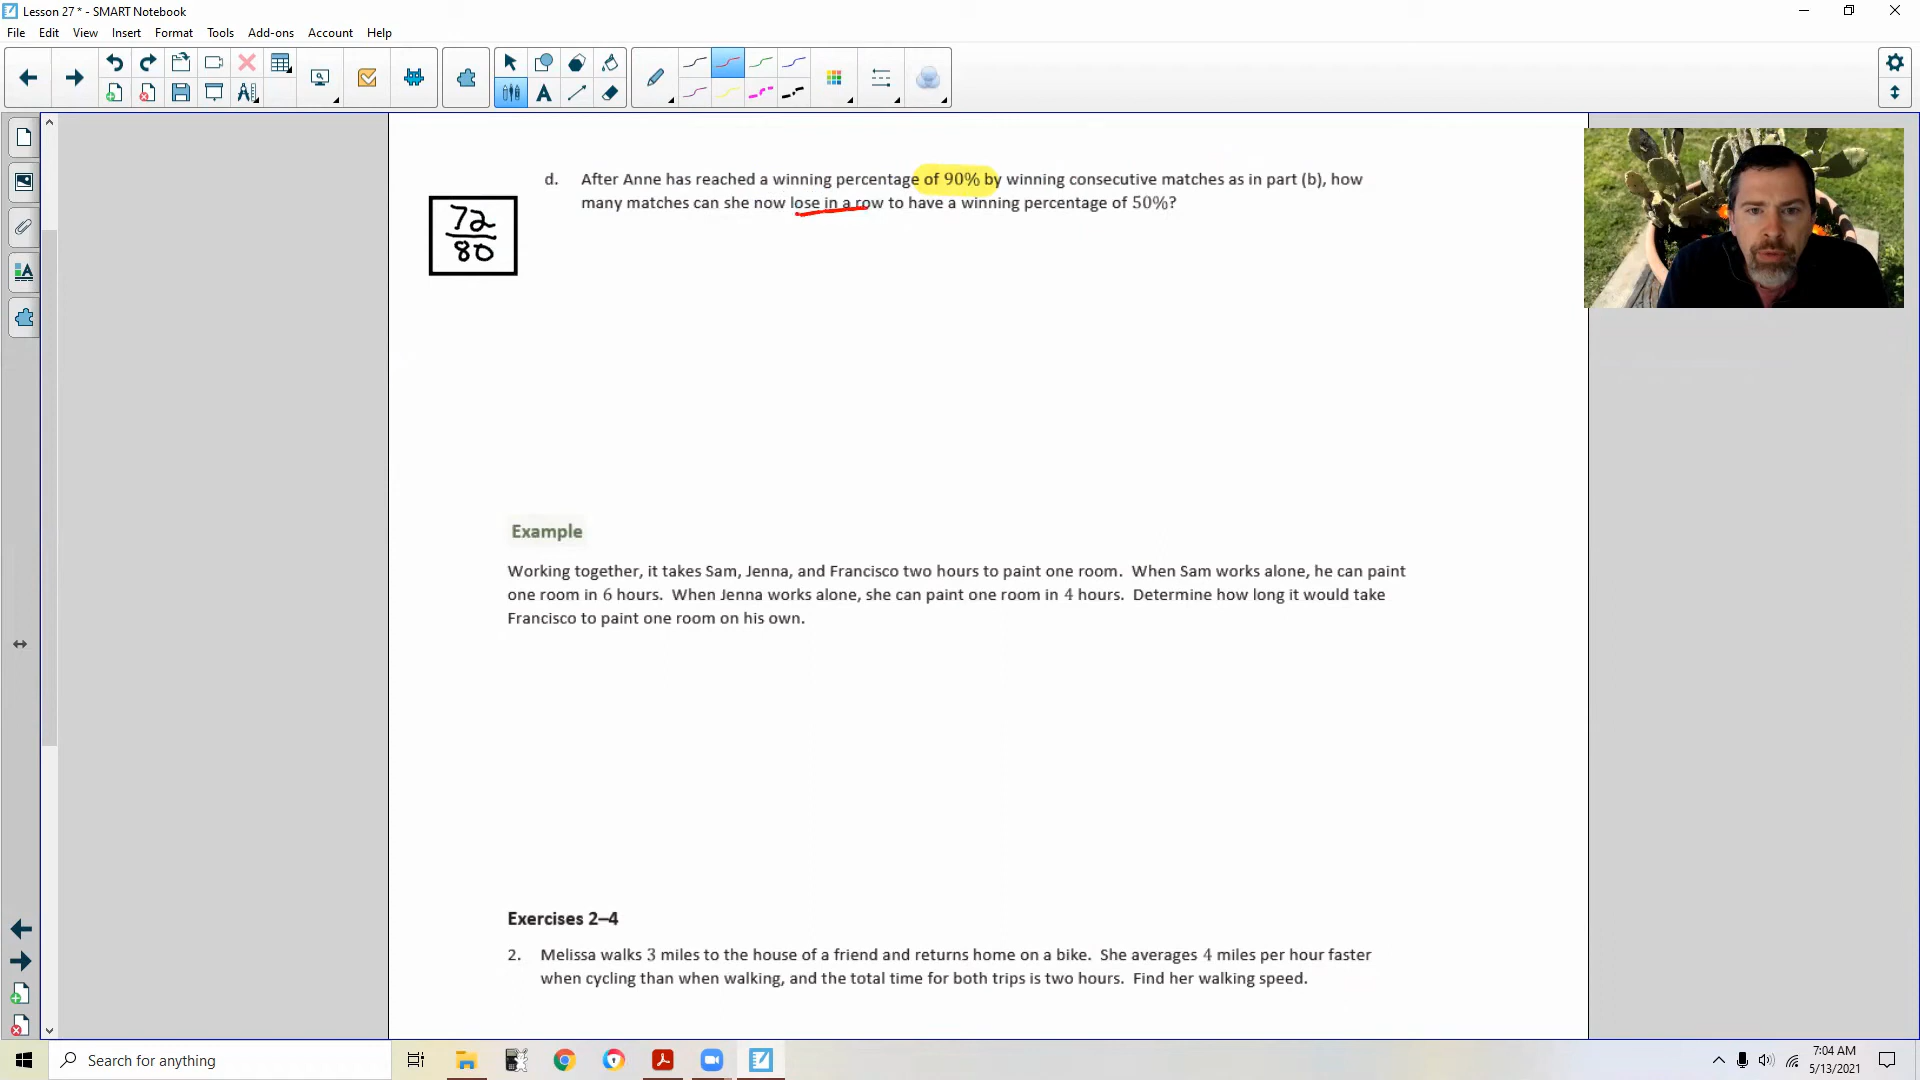 Lesson 27 * - SMART Notebook
File Edit View Insert Format Tools Add-ons Account Help
d. After Anne has reached a winning percentage of 90% by winning consecutive matches as in part (b), how
many matches can she now lose in a row to have a winning percentage of 50%?
72
80
Example
Working together, it takes Sam, Jenna, and Francisco two hours to paint one room. When Sam works alone, he can paint
one room in 6 hours. When Jenna works alone, she can paint one room in 4 hours. Determine how long it would take
Francisco to paint one room on his own.
Exercises 2–4
2. Melissa walks 3 miles to the house of a friend and returns home on a bike. She averages 4 miles per hour faster
when cycling than when walking, and the total time for both trips is two hours. Find her walking speed.
Search for anything
7:04 AM
5/13/2021